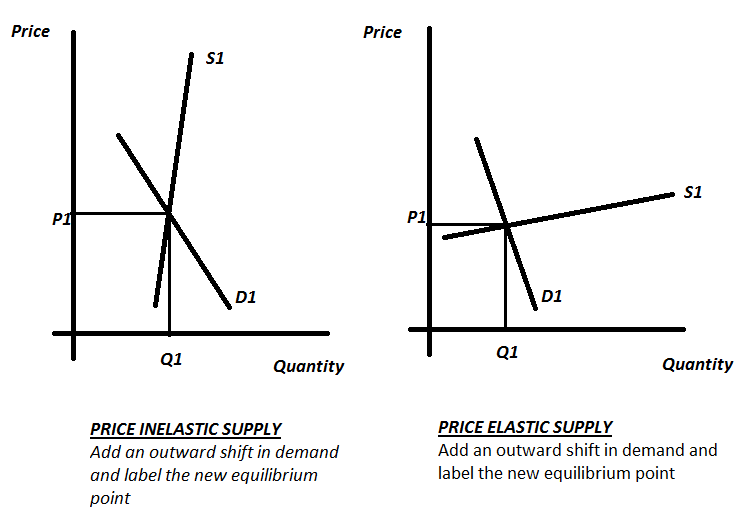 Price
S1
P1
D1
Q1
Quantity
PRICE INELASTIC SUPPLY
Add an outward shift in demand
and label the new equilibrium
point
Price
S1
P1
D1
Q1
Quantity
PRICE ELASTIC SUPPLY
Add an outward shift in demand and
label the new equilibrium point